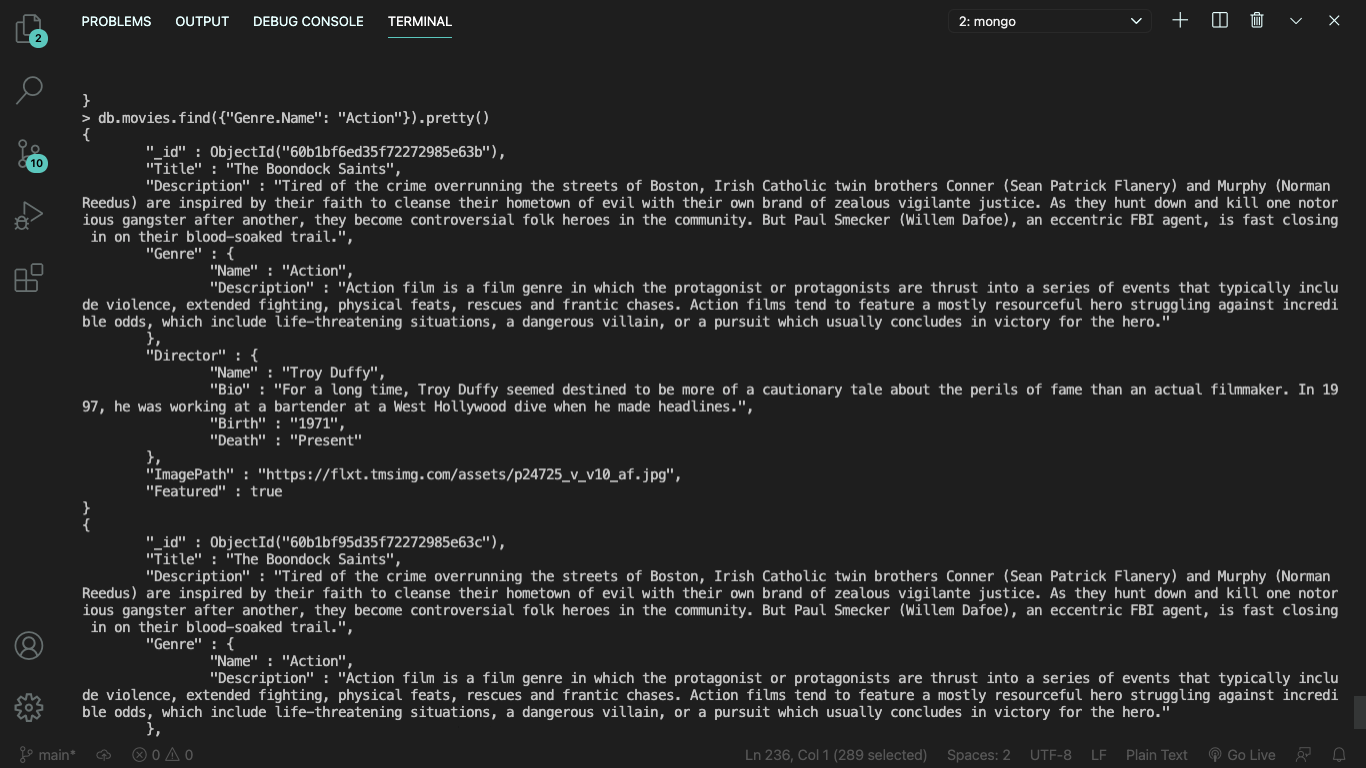 PROBLEMS OUTPUT DEBUG CONSOLE TERMINAL 2: mongo
2
10
}
> db.movies.find({"Genre.Name": "Action"}).pretty()
{
"_id" : ObjectId("60b1bf6ed35f72272985e63b"),
"Title" : "The Boondock Saints",
"Description" : "Tired of the crime overrunning the streets of Boston, Irish Catholic twin brothers Conner (Sean Patrick Flanery) and Murphy (Norman
Reedus) are inspired by their faith to cleanse their hometown of evil with their own brand of zealous vigilante justice. As they hunt down and kill one notor
ious gangster after another, they become controversial folk heroes in the community. But Paul Smecker (Willem Dafoe), an eccentric FBI agent, is fast closing
in on their blood-soaked trail.",
"Genre" : {
"Name" : "Action",
"Description" : "Action film is a film genre in which the protagonist or protagonists are thrust into a series of events that typically inclu
de violence, extended fighting, physical feats, rescues and frantic chases. Action films tend to feature a mostly resourceful hero struggling against incredi
ble odds, which include life-threatening situations, a dangerous villain, or a pursuit which usually concludes in victory for the hero."
},
"Director" : {
"Name" : "Troy Duffy",
"Bio" : "For a long time, Troy Duffy seemed destined to be more of a cautionary tale about the perils of fame than an actual filmmaker. In 19
97, he was working at a bartender at a West Hollywood dive when he made headlines.",
"Birth" : "1971",
"Death" : "Present"
},
"ImagePath" : "https://flxt.tmsimg.com/assets/p24725_v_v10_af.jpg",
"Featured" : true
}
{
"_id" : ObjectId("60b1bf95d35f72272985e63c"),
"Title" : "The Boondock Saints",
"Description" : "Tired of the crime overrunning the streets of Boston, Irish Catholic twin brothers Conner (Sean Patrick Flanery) and Murphy (Norman
Reedus) are inspired by their faith to cleanse their hometown of evil with their own brand of zealous vigilante justice. As they hunt down and kill one notor
ious gangster after another, they become controversial folk heroes in the community. But Paul Smecker (Willem Dafoe), an eccentric FBI agent, is fast closing
in on their blood-soaked trail.",
"Genre" : {
"Name" : "Action",
"Description" : "Action film is a film genre in which the protagonist or protagonists are thrust into a series of events that typically inclu
de violence, extended fighting, physical feats, rescues and frantic chases. Action films tend to feature a mostly resourceful hero struggling against incredi
ble odds, which include life-threatening situations, a dangerous villain, or a pursuit which usually concludes in victory for the hero."
},
main* 0 0 Ln 236, Col 1 (289 selected) Spaces: 2 UTF-8 LF Plain Text Go Live